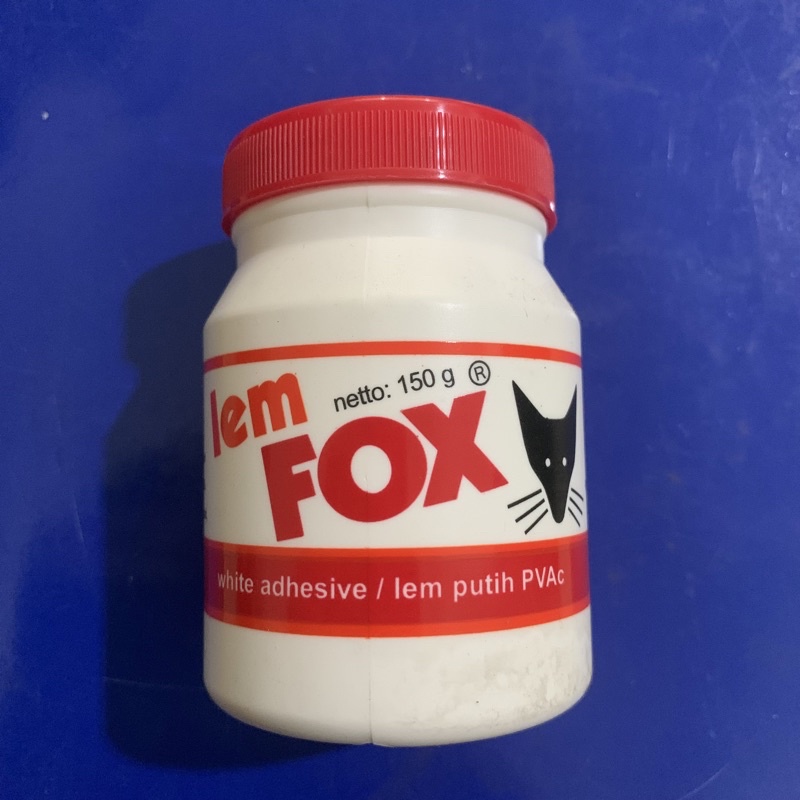 lem
netto: 150 g ®
FOX
white adhesive / lem putih PVAc